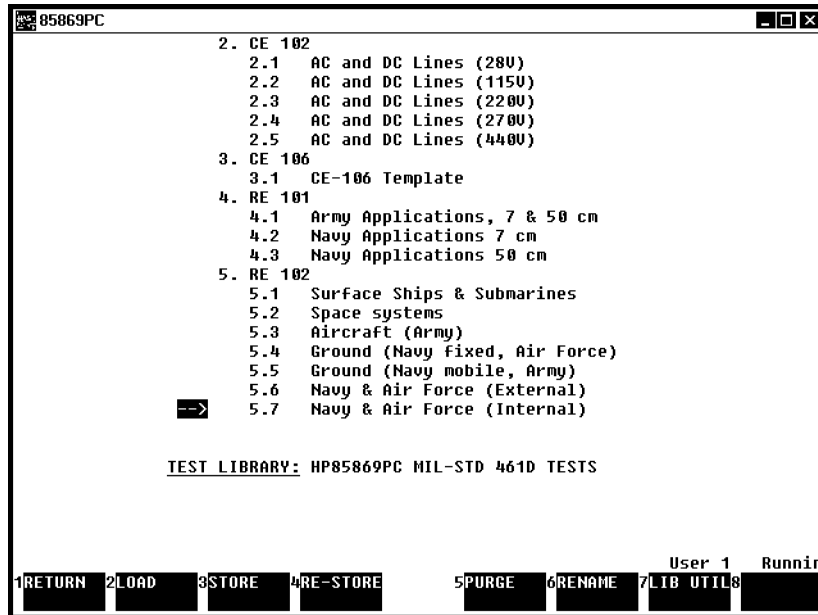 85869PC
2. CE 102
2.1 AC and DC Lines (28V)
2.2 AC and DC Lines (115V)
2.3 AC and DC Lines (220V)
2.4 AC and DC Lines (270V)
2.5 AC and DC Lines (440V)
3. CE 106
3.1 CE-106 Template
4. RE 101
4.1 Army Applications, 7 & 50 cm
4.2 Navy Applications 7 cm
4.3 Navy Applications 50 cm
5. RE 102
5.1 Surface Ships & Submarines
5.2 Space systems
5.3 Aircraft (Army)
5.4 Ground (Navy fixed, Air Force)
5.5 Ground (Navy mobile, Army)
5.6 Navy & Air Force (External)
--> 5.7 Navy & Air Force (Internal)
TEST LIBRARY: HP85869PC MIL-STD 461D TESTS
User 1 Runnin
1RETURN 2LOAD 3STORE 4RE-STORE 5PURGE 6RENAME 7LIB UTIL8